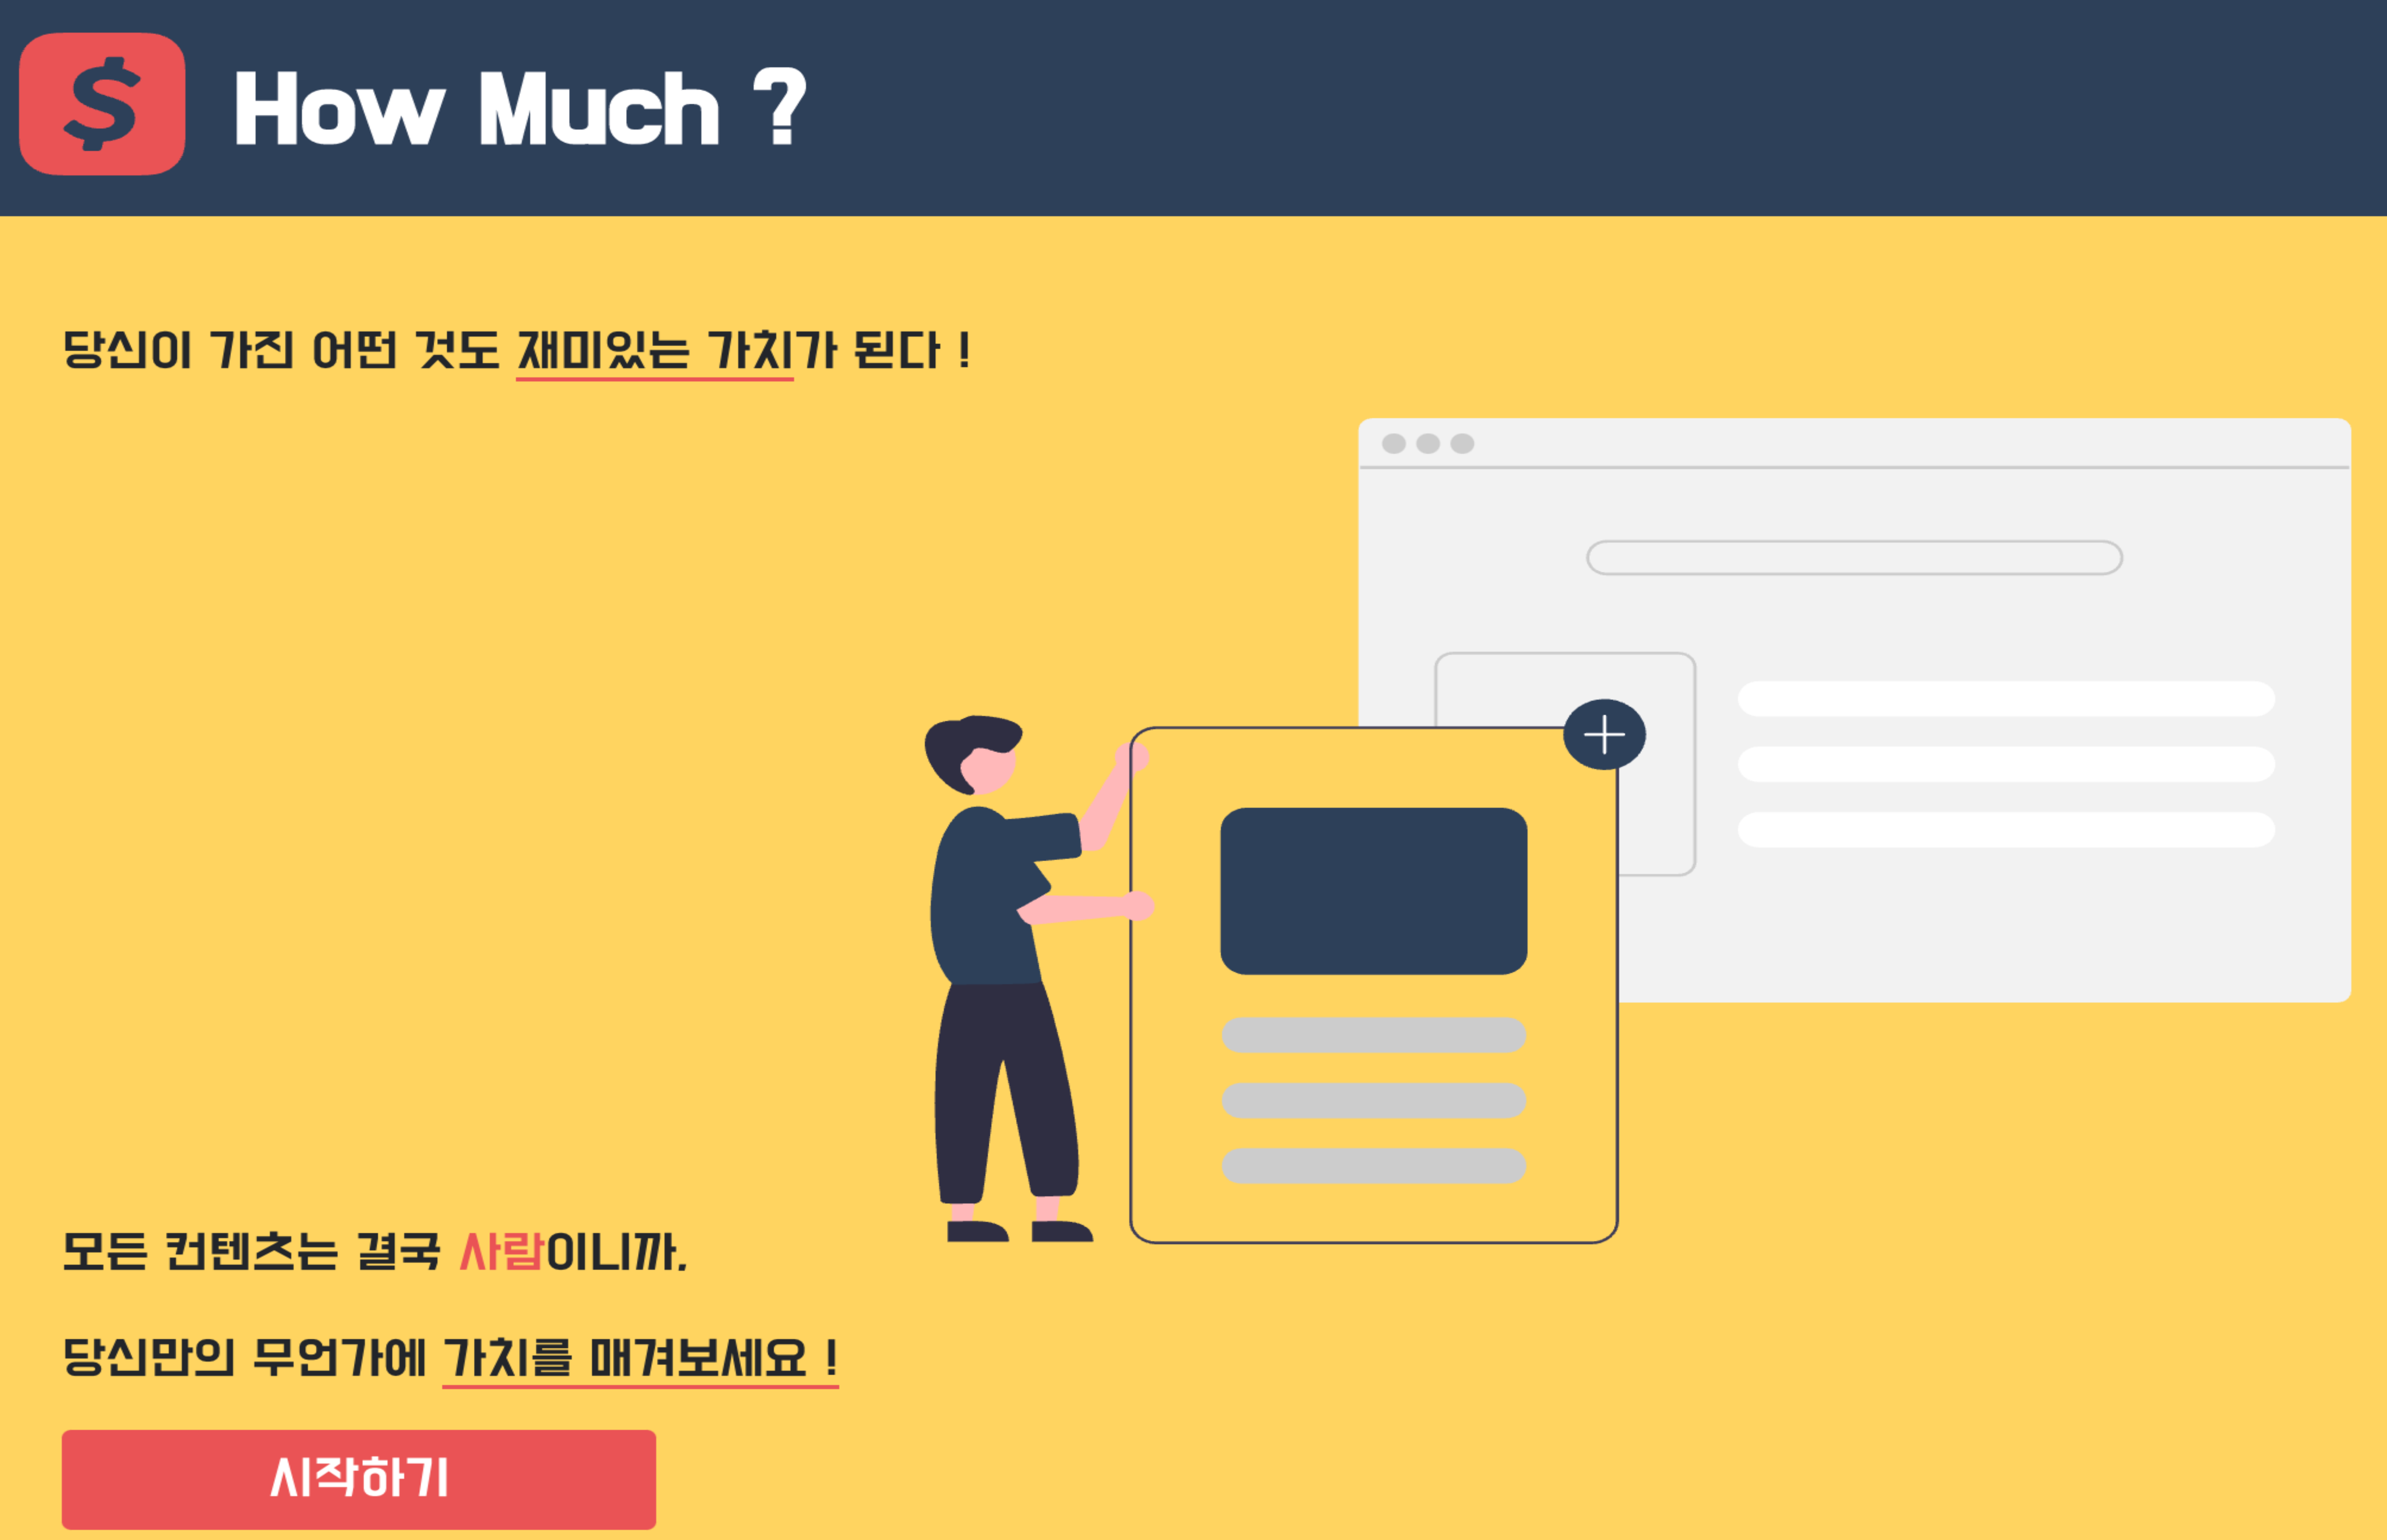 $
How Much ?
당신이 가진 어떤 것도 재미있는 가치가 된다 !
모든 컨텐츠는 결국 사람이니까,
당신만의 무언가에 가치를 매겨보세요 !
시작하기